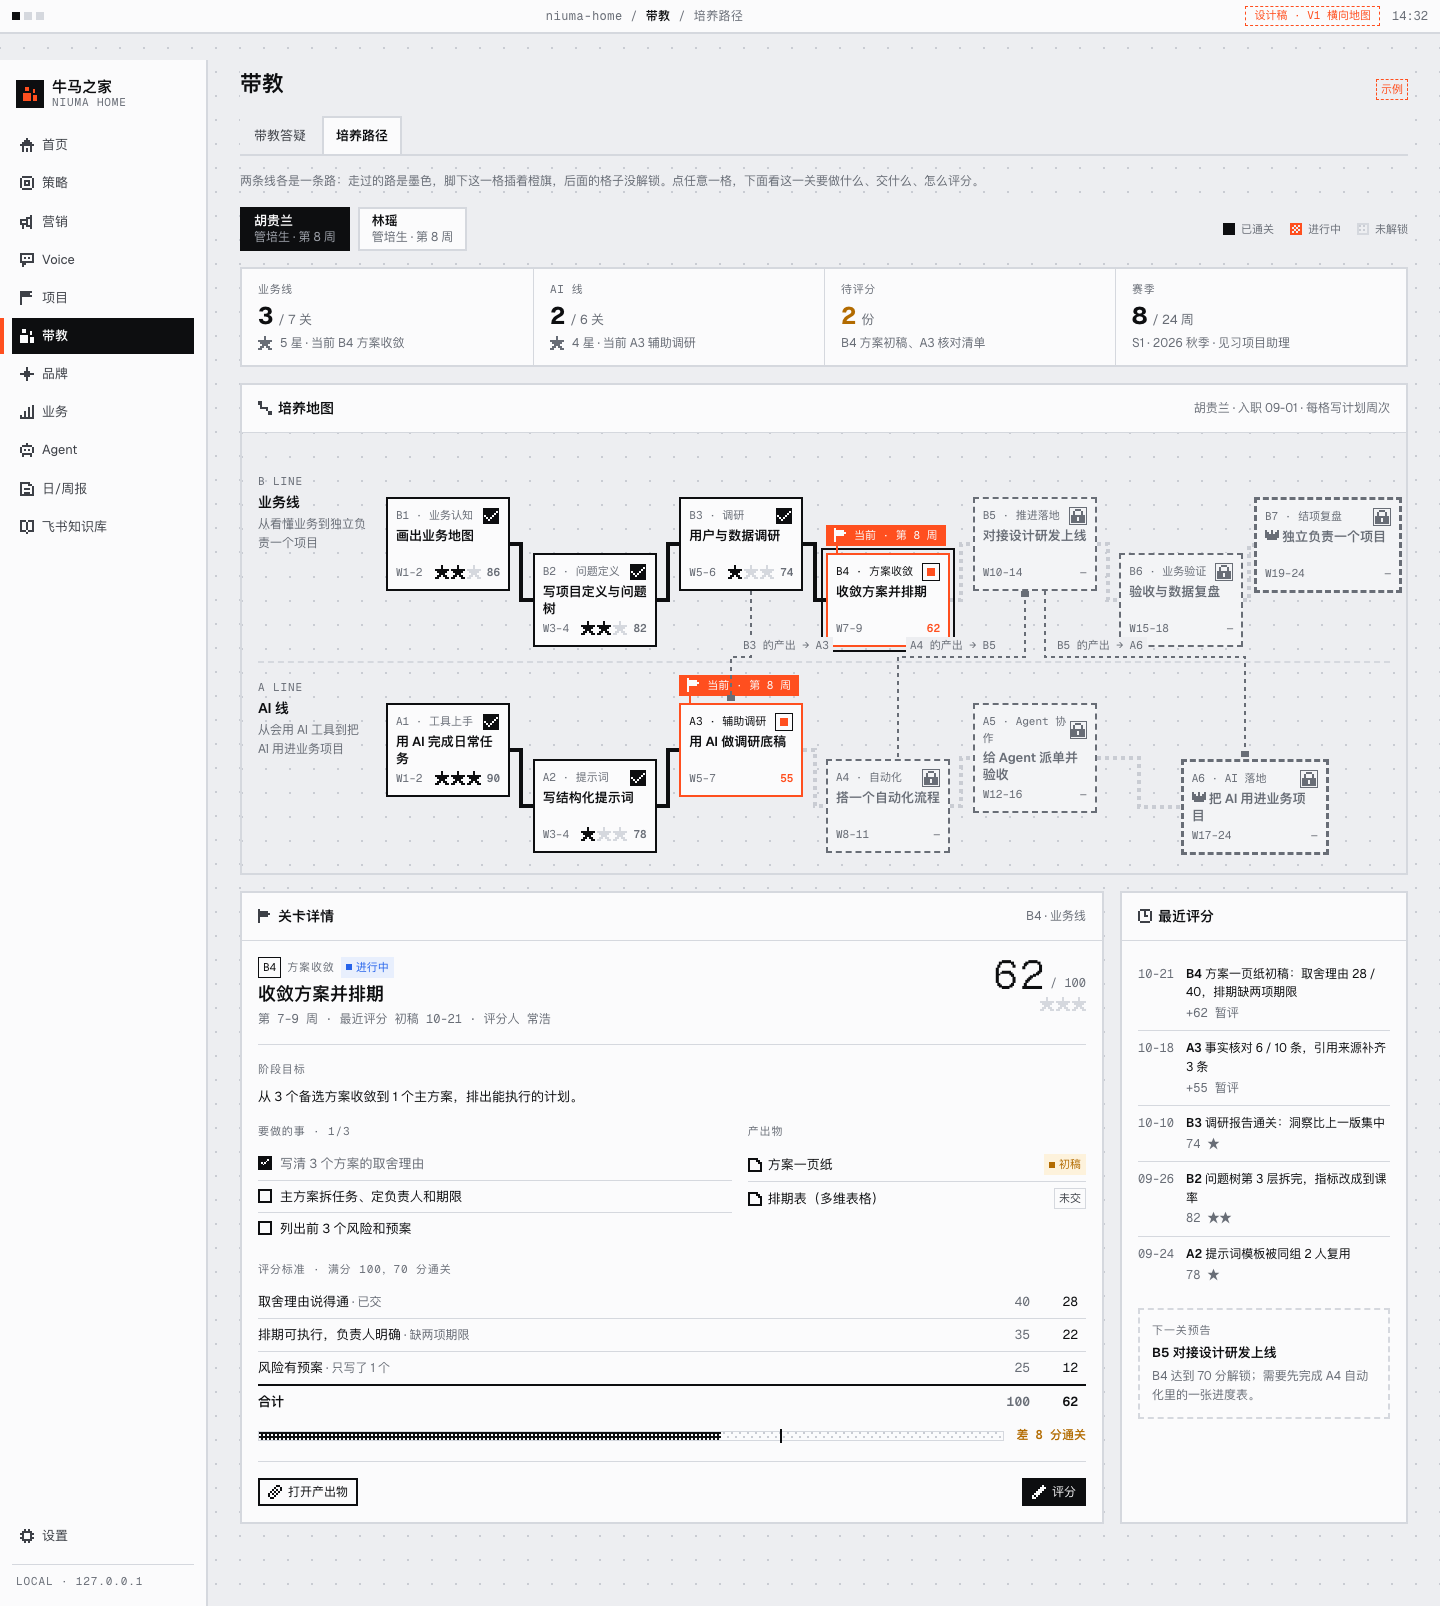 niuma-home / 带教 / 培养路径
设计稿 · V1 横向地图
14:32
牛马之家
NIUMA HOME
首页
策略
营销
Voice
项目
带教
品牌
业务
Agent
日/周报
飞书知识库
设置
LOCAL · 127.0.0.1
带教
示例
带教答疑
培养路径
两条线各是一条路：走过的路是墨色，脚下这一格插着橙旗，后面的格子没解锁。点任意一格，下面看这一关要做什么、交什么、怎么评分。
胡贵兰
管培生 · 第 8 周
林瑶
管培生 · 第 8 周
已通关
进行中
未解锁
业务线
3 / 7 关
5 星 · 当前 B4 方案收敛
AI 线
2 / 6 关
4 星 · 当前 A3 辅助调研
待评分
2 份
B4 方案初稿、A3 核对清单
赛季
8 / 24 周
S1 · 2026 秋季 · 见习项目助理
培养地图
胡贵兰 · 入职 09-01 · 每格写计划周次
B LINE
业务线
从看懂业务到独立负
责一个项目
B1 · 业务认知
画出业务地图
W1-2
86
B2 · 问题定义
写项目定义与问题
树
W3-4
82
B3 · 调研
用户与数据调研
W5-6
74
当前 · 第 8 周
B4 · 方案收敛
收敛方案并排期
W7-9
62
B5 · 推进落地
对接设计研发上线
W10-14
—
B6 · 业务验证
验收与数据复盘
W15-18
—
B7 · 结项复盘
独立负责一个项目
W19-24
—
B3 的产出 → A3
A4 的产出 → B5
B5 的产出 → A6
A LINE
AI 线
从会用 AI 工具到把
AI 用进业务项目
A1 · 工具上手
用 AI 完成日常任
务
W1-2
90
A2 · 提示词
写结构化提示词
W3-4
78
当前 · 第 8 周
A3 · 辅助调研
用 AI 做调研底稿
W5-7
55
A4 · 自动化
搭一个自动化流程
W8-11
—
A5 · Agent 协
作
给 Agent 派单并
验收
W12-16
—
A6 · AI 落地
把 AI 用进业务项
目
W17-24
—
关卡详情
B4 · 业务线
B4 方案收敛 进行中
收敛方案并排期
第 7-9 周 · 最近评分 初稿 10-21 · 评分人 常浩
62 / 100
阶段目标
从 3 个备选方案收敛到 1 个主方案，排出能执行的计划。
要做的事 · 1/3
写清 3 个方案的取舍理由
主方案拆任务、定负责人和期限
列出前 3 个风险和预案
产出物
方案一页纸
初稿
排期表（多维表格）
未交
评分标准 · 满分 100，70 分通关
取舍理由说得通 · 已交 40 28
排期可执行，负责人明确 · 缺两项期限 35 22
风险有预案 · 只写了 1 个 25 12
合计 100 62
差 8 分通关
打开产出物
评分
最近评分
10-21
B4 方案一页纸初稿：取舍理由 28 /
40，排期缺两项期限
+62 暂评
10-18
A3 事实核对 6 / 10 条，引用来源补齐
3 条
+55 暂评
10-10
B3 调研报告通关：洞察比上一版集中
74 ★
09-26
B2 问题树第 3 层拆完，指标改成到课
率
82 ★★
09-24
A2 提示词模板被同组 2 人复用
78 ★
下一关预告
B5 对接设计研发上线
B4 达到 70 分解锁；需要先完成 A4 自动
化里的一张进度表。